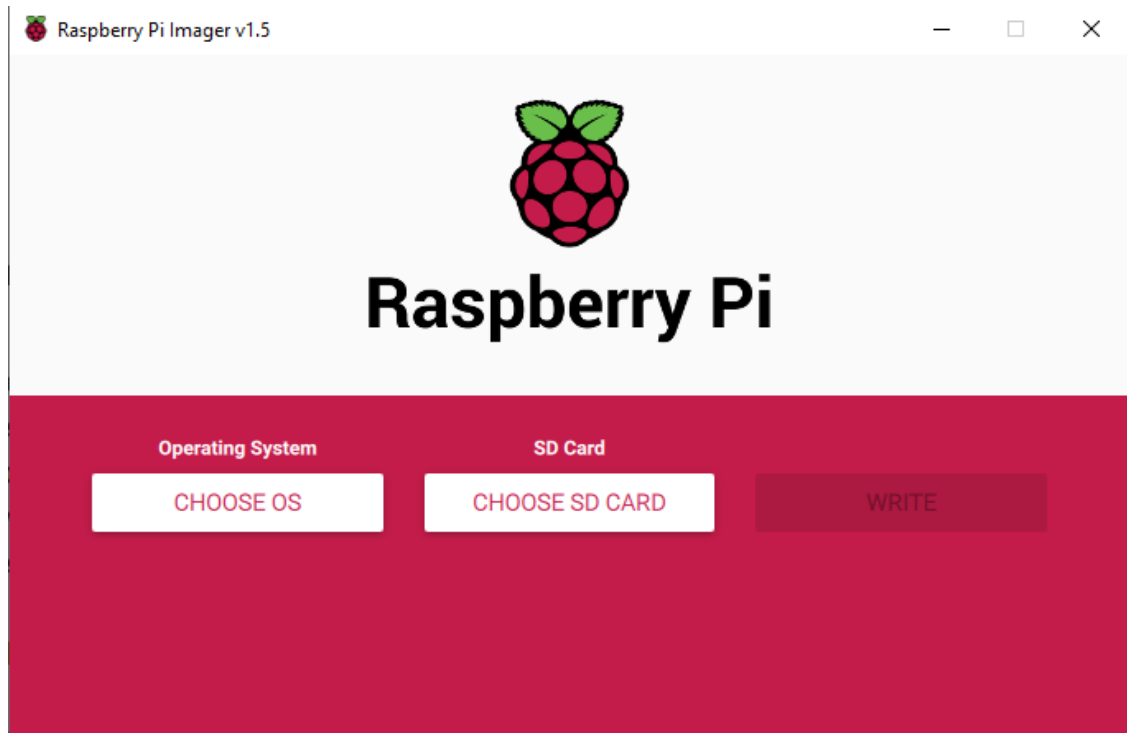 Raspberry Pi Imager v1.5
Raspberry Pi
Operating System
SD Card
CHOOSE OS
CHOOSE SD CARD
WRITE